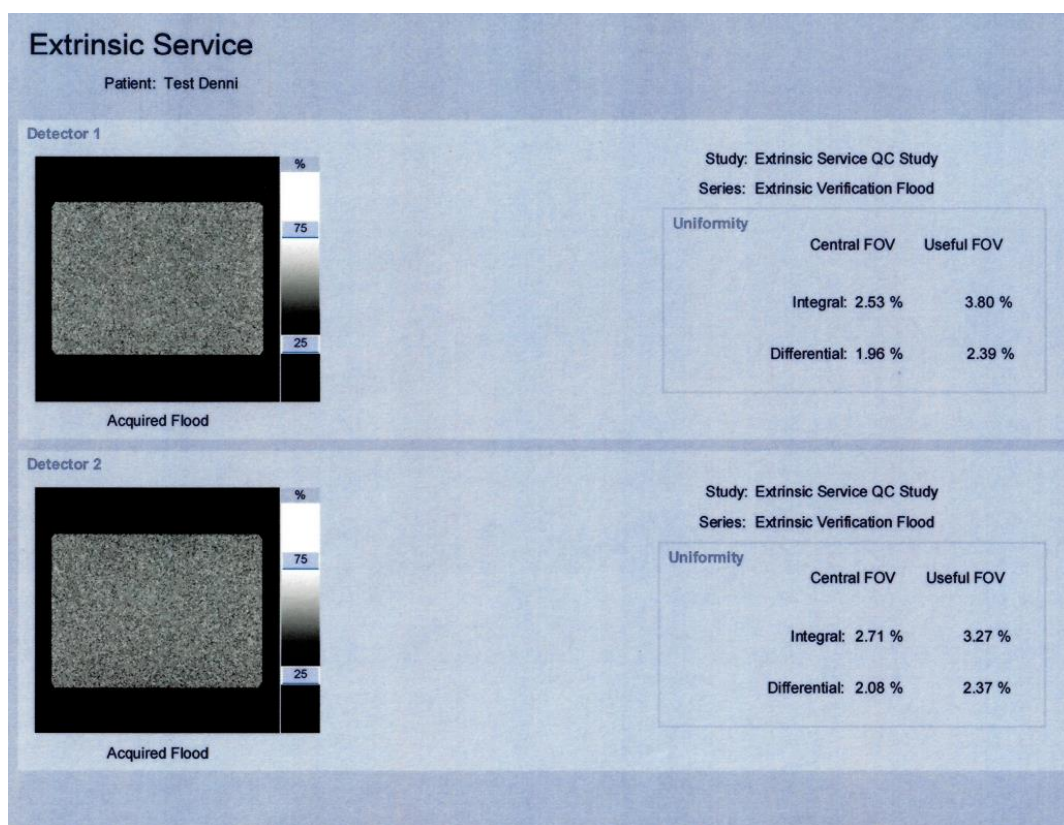 Extrinsic Service
Patient: Test Denni
Detector 1
%
75
25
Acquired Flood
Study: Extrinsic Service QC Study
Series: Extrinsic Verification Flood
Uniformity
Central FOV Useful FOV
Integral: 2.53 % 3.80 %
Differential: 1.96 % 2.39 %
Detector 2
%
75
25
Acquired Flood
Study: Extrinsic Service QC Study
Series: Extrinsic Verification Flood
Uniformity
Central FOV Useful FOV
Integral: 2.71 % 3.27 %
Differential: 2.08 % 2.37 %